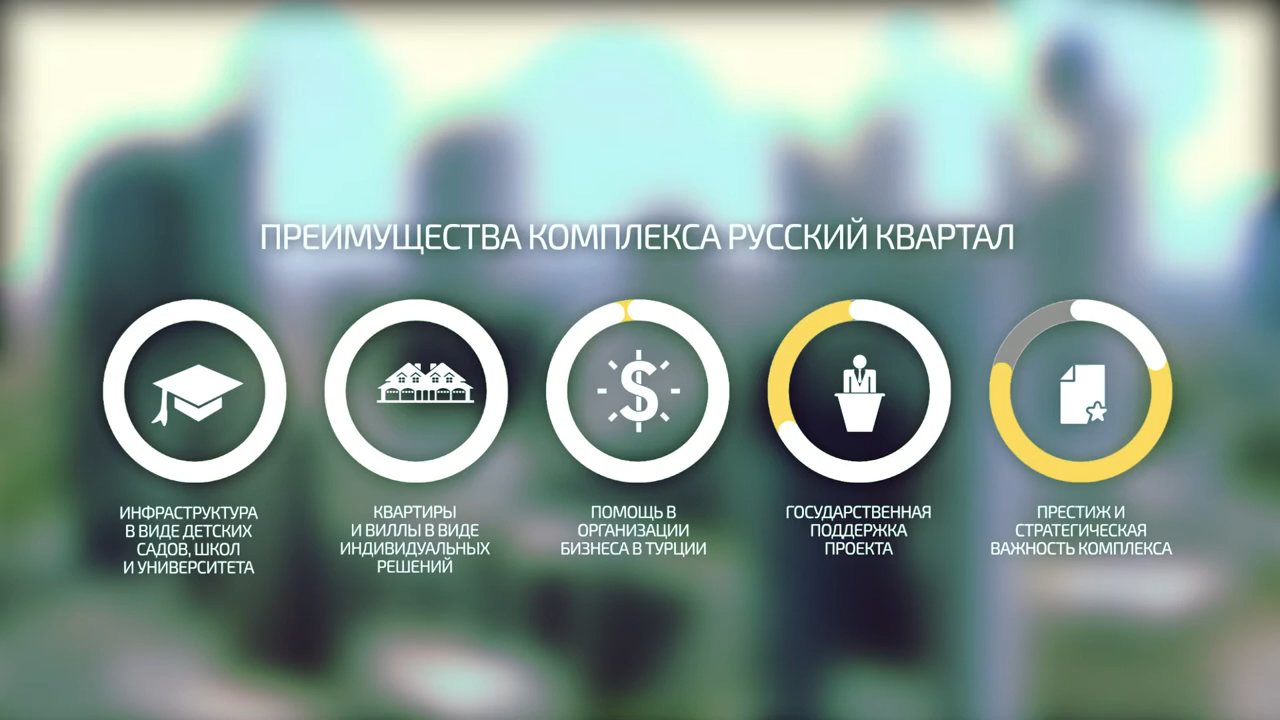 ПРЕИМУЩЕСТВА КОМПЛЕКСА РУССКИЙ КВАРТАЛ
ИНФРАСТРУКТУРА
В ВИДЕ ДЕТСКИХ
САДОВ, ШКОЛ
И УНИВЕРСИТЕТА
КВАРТИРЫ
И ВИЛЛЫ В ВИДЕ
ИНДИВИДУАЛЬНЫХ
РЕШЕНИЙ
ПОМОЩЬ В
ОРГАНИЗАЦИИ
БИЗНЕСА В ТУРЦИИ
ГОСУДАРСТВЕННАЯ
ПОДДЕРЖКА
ПРОЕКТА
ПРЕСТИЖ И
СТРАТЕГИЧЕСКАЯ
ВАЖНОСТЬ КОМПЛЕКСА